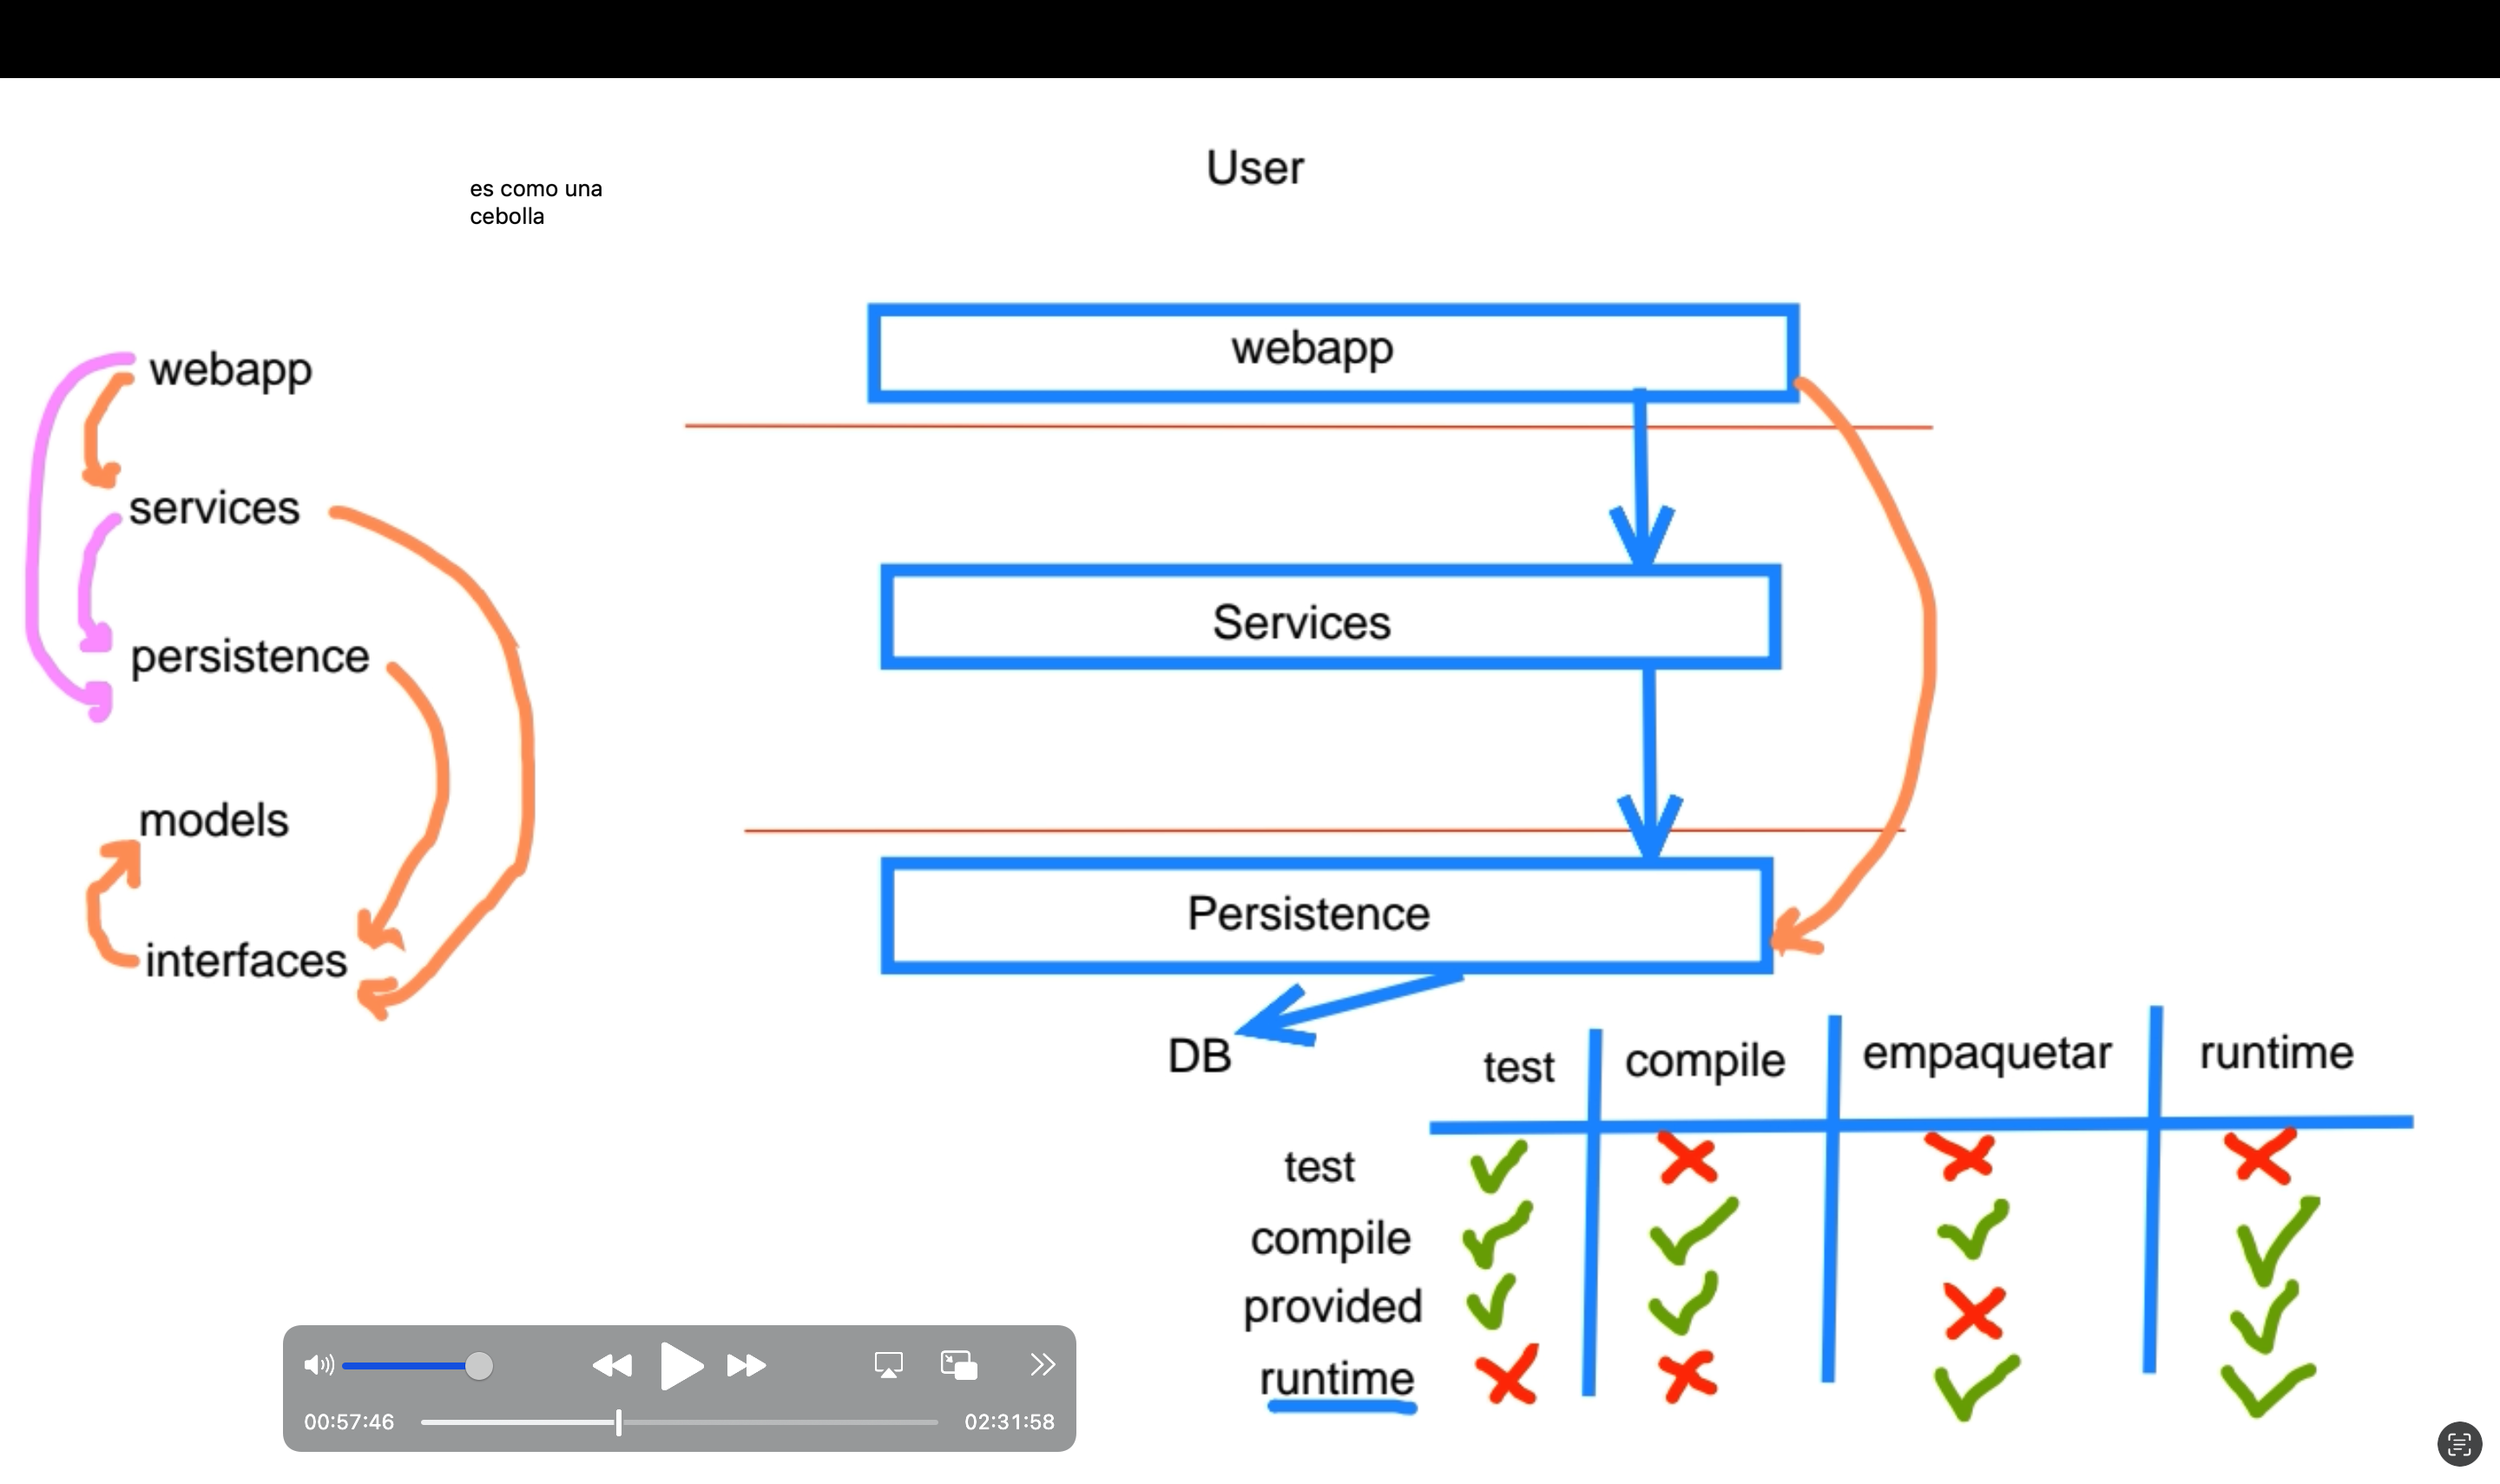 User
es como una
cebolla
webapp
services
persistence
models
interfaces
webapp
Services
Persistence
DB
test compile empaquetar runtime
test
compile
provided
runtime
00:57:46 02:31:58